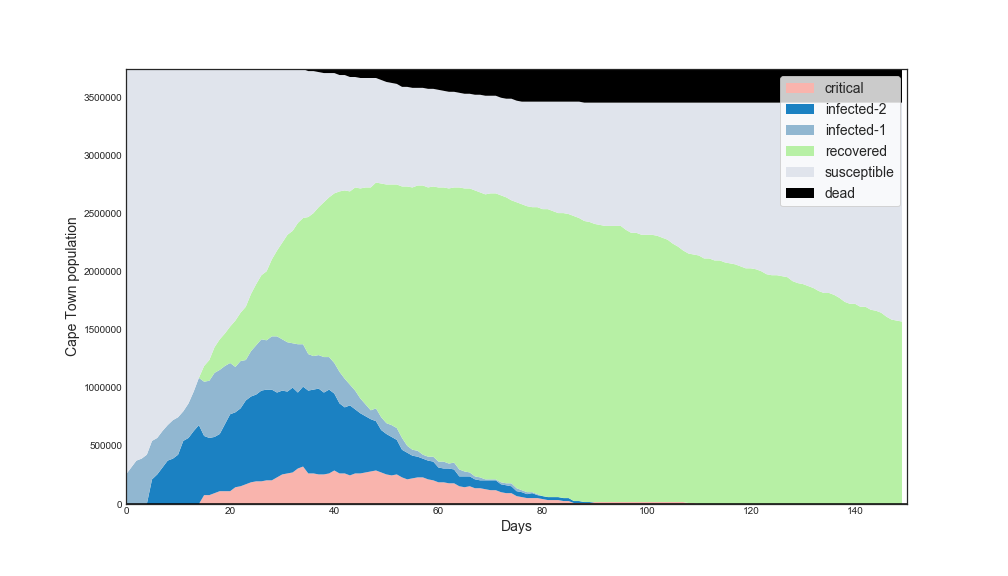 3500000
3000000
2500000
2000000
1500000
1000000
500000
0
Cape Town population
critical
infected-2
infected-1
recovered
susceptible
dead
0 20 40 60 80 100 120 140
Days